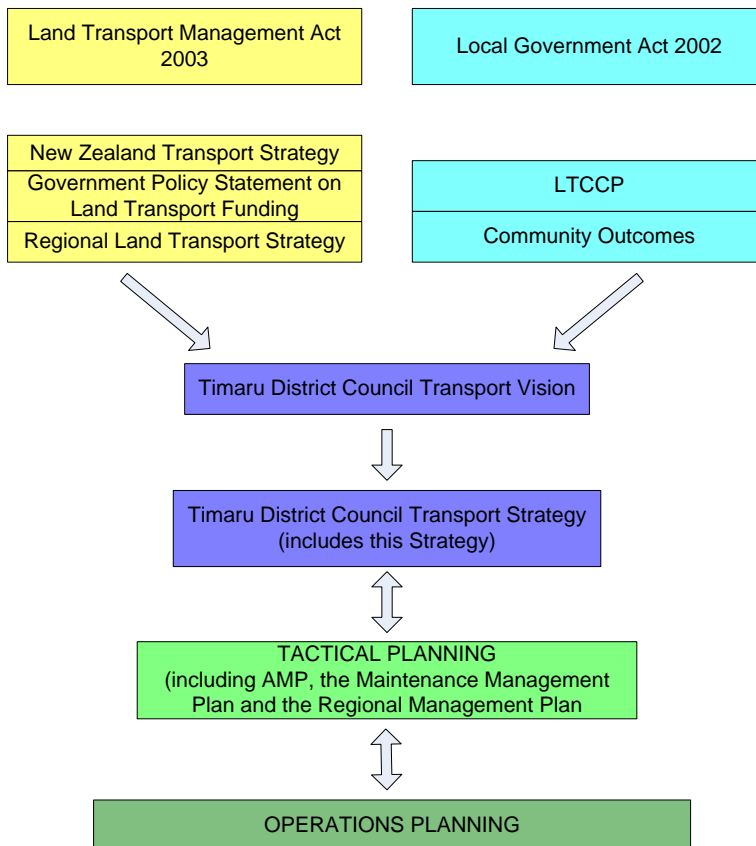 Land Transport Management Act
2003
Local Government Act 2002
New Zealand Transport Strategy
Government Policy Statement on
Land Transport Funding
Regional Land Transport Strategy
LTCCP
Community Outcomes
Timaru District Council Transport Vision
Timaru District Council Transport Strategy
(includes this Strategy)
TACTICAL PLANNING
(including AMP, the Maintenance Management
Plan and the Regional Management Plan
OPERATIONS PLANNING